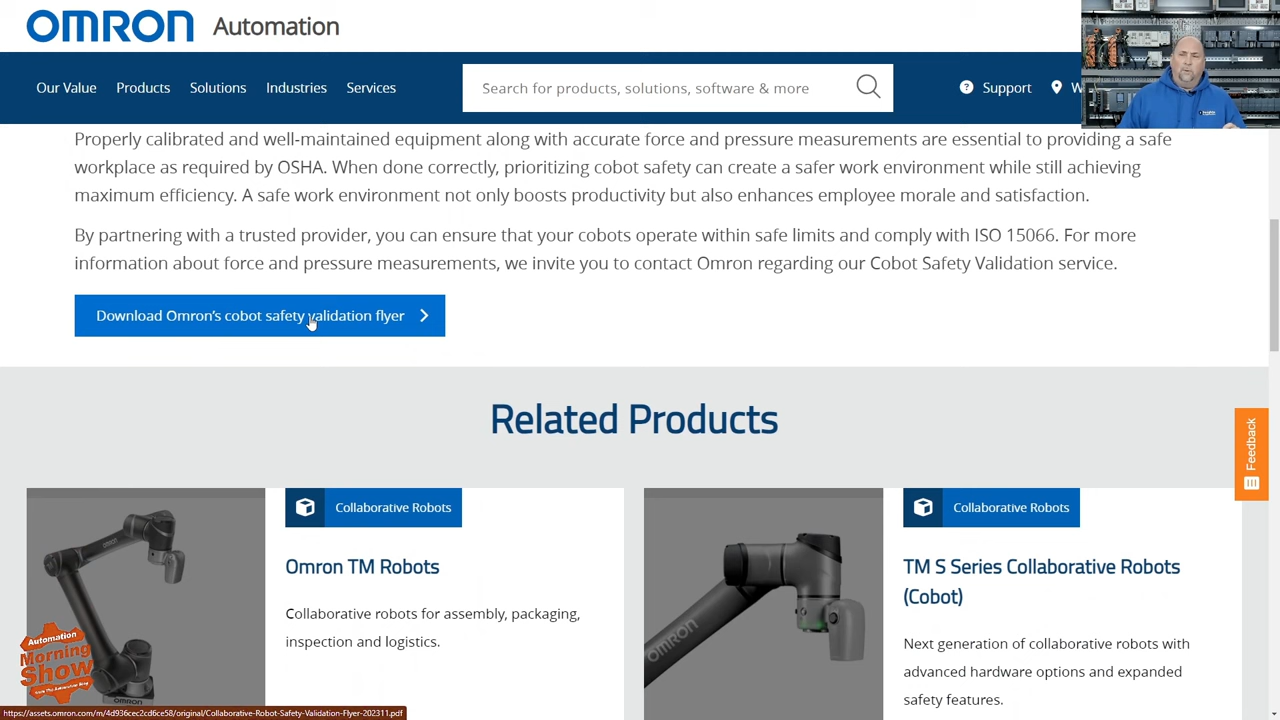 OMRON Automation
Our Value Products Solutions Industries Services
Search for products, solutions, software & more
Support W
Properly calibrated and well-maintained equipment along with accurate force and pressure measurements are essential to providing a safe
workplace as required by OSHA. When done correctly, prioritizing cobot safety can create a safer work environment while still achieving
maximum efficiency. A safe work environment not only boosts productivity but also enhances employee morale and satisfaction.
By partnering with a trusted provider, you can ensure that your cobots operate within safe limits and comply with ISO 15066. For more
information about force and pressure measurements, we invite you to contact Omron regarding our Cobot Safety Validation service.
Download Omron's cobot safety validation flyer
Feedback
Related Products
Collaborative Robots
Omron TM Robots
Collaborative robots for assembly, packaging,
inspection and logistics.
OMRON
Collaborative Robots
TM S Series Collaborative Robots
(Cobot)
Next generation of collaborative robots with
advanced hardware options and expanded
safety features.
OMRON
Automation
Morning
Show
from The Automation Blog
https://assets.omron.com/m/4d936cec2cd6ce58/original/Collaborative-Robot-Safety-Validation-Flyer-202311.pdf